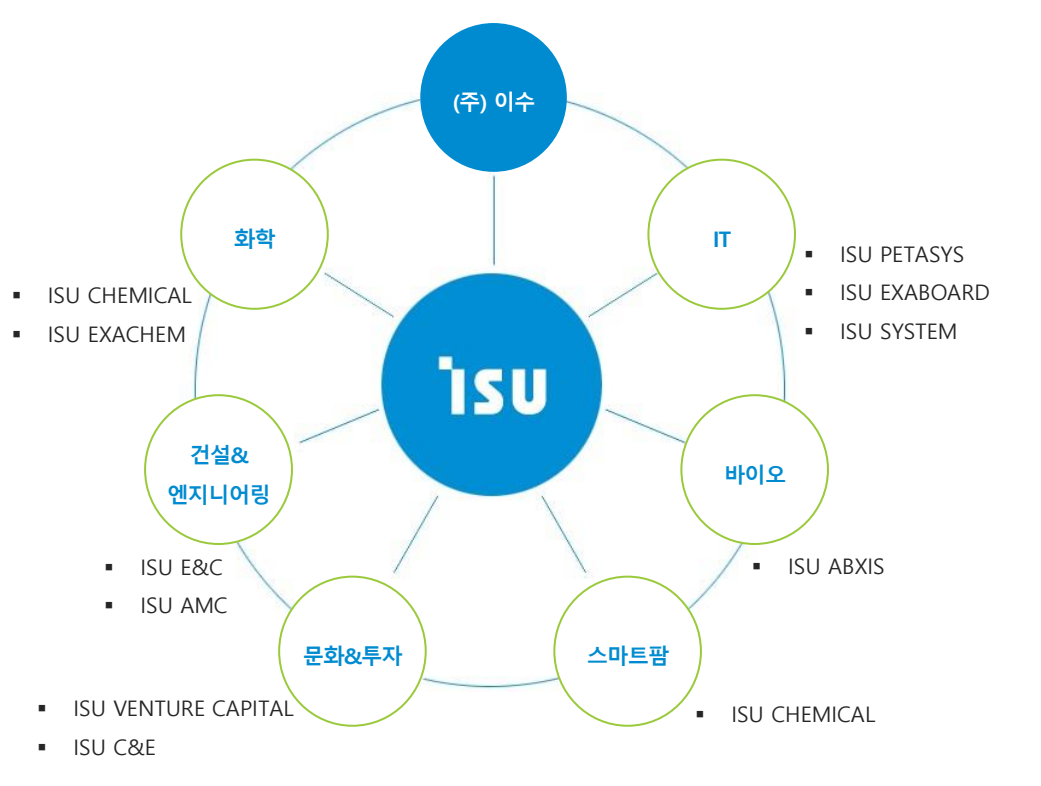 (주) 이수
화학
IT
▪ ISU PETASYS
▪ ISU EXABOARD
▪ ISU SYSTEM
▪ ISU CHEMICAL
▪ ISU EXACHEM
ISU
건설&
엔지니어링
바이오
▪ ISU E&C
▪ ISU AMC
▪ ISU ABXIS
문화&투자
스마트팜
▪ ISU VENTURE CAPITAL
▪ ISU C&E
▪ ISU CHEMICAL